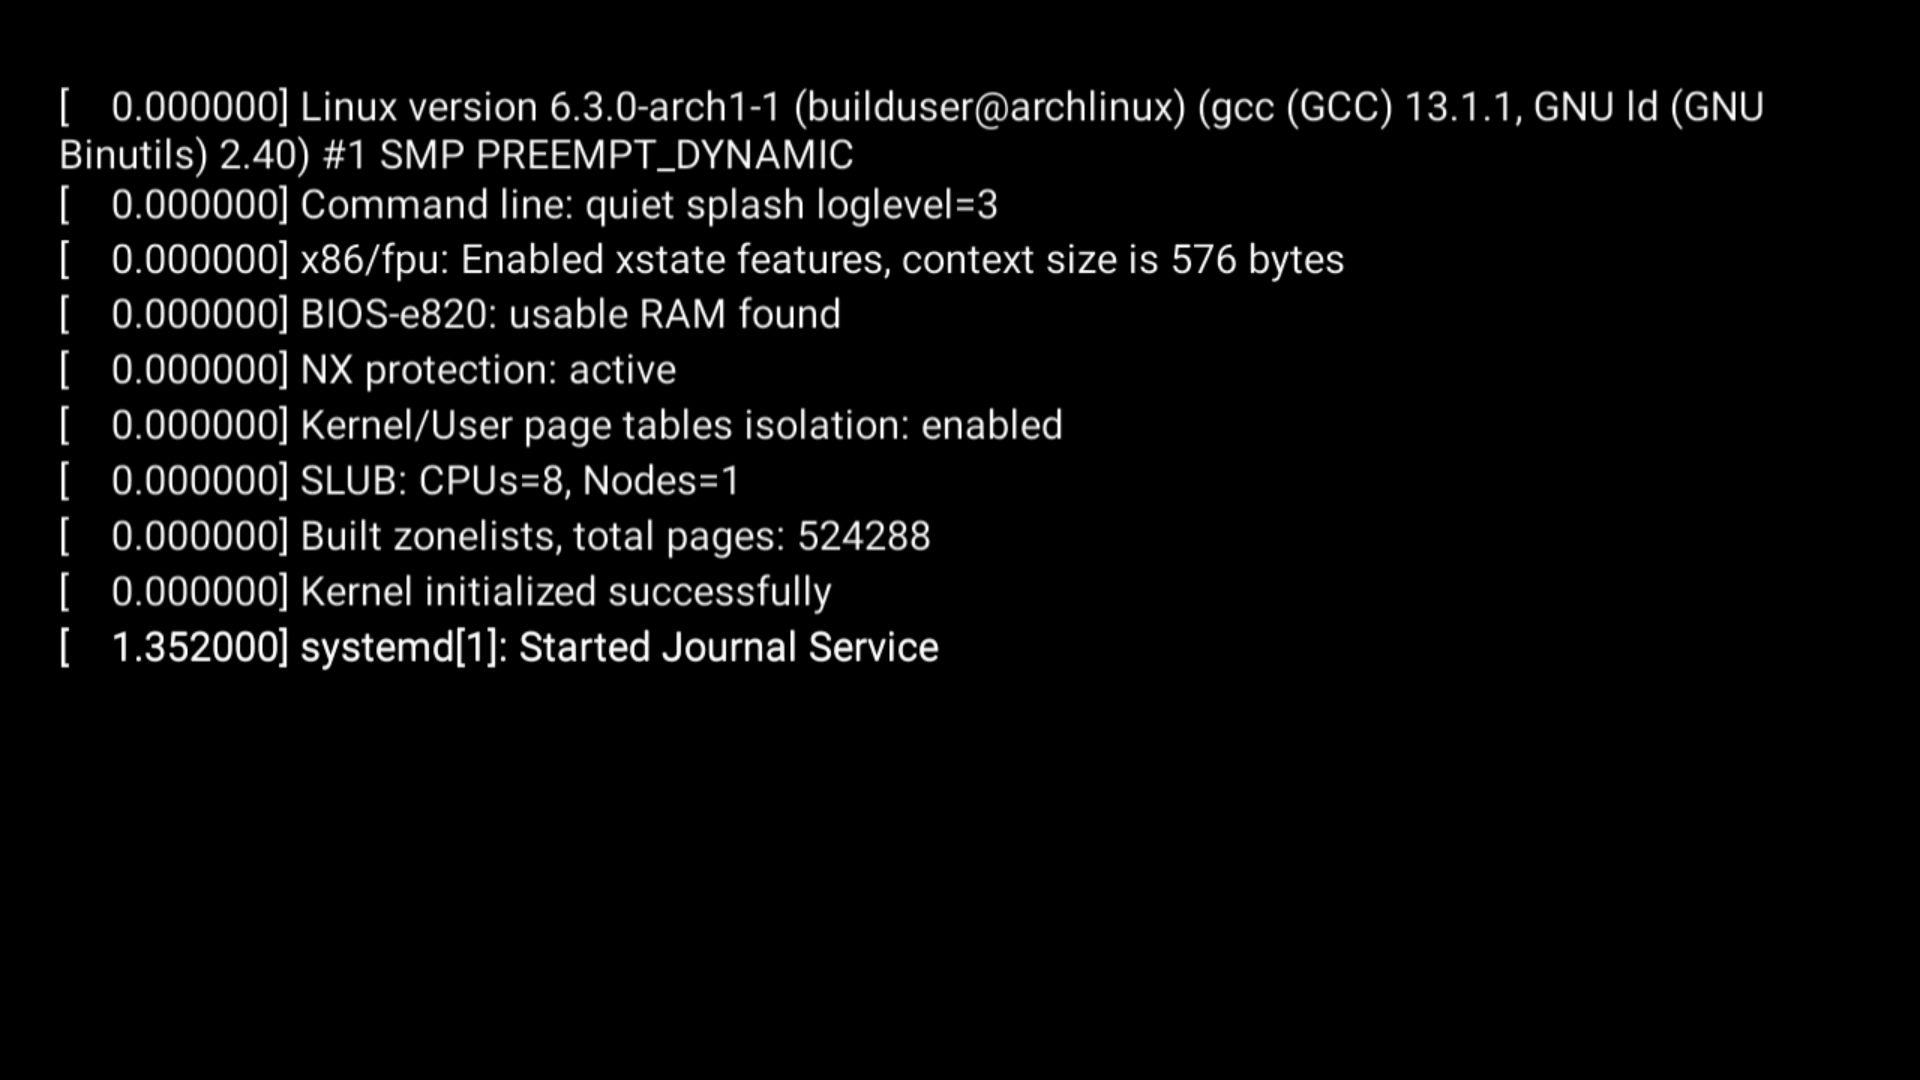 [    0.000000] Linux version 6.3.0-arch1-1 (builduser@archlinux) (gcc (GCC) 13.1.1, GNU ld (GNU
Binutils) 2.40) #1 SMP PREEMPT_DYNAMIC
[    0.000000] Command line: quiet splash loglevel=3
[    0.000000] x86/fpu: Enabled xstate features, context size is 576 bytes
[    0.000000] BIOS-e820: usable RAM found
[    0.000000] NX protection: active
[    0.000000] Kernel/User page tables isolation: enabled
[    0.000000] SLUB: CPUs=8, Nodes=1
[    0.000000] Built zonelists, total pages: 524288
[    0.000000] Kernel initialized successfully
[    1.352000] systemd[1]: Started Journal Service